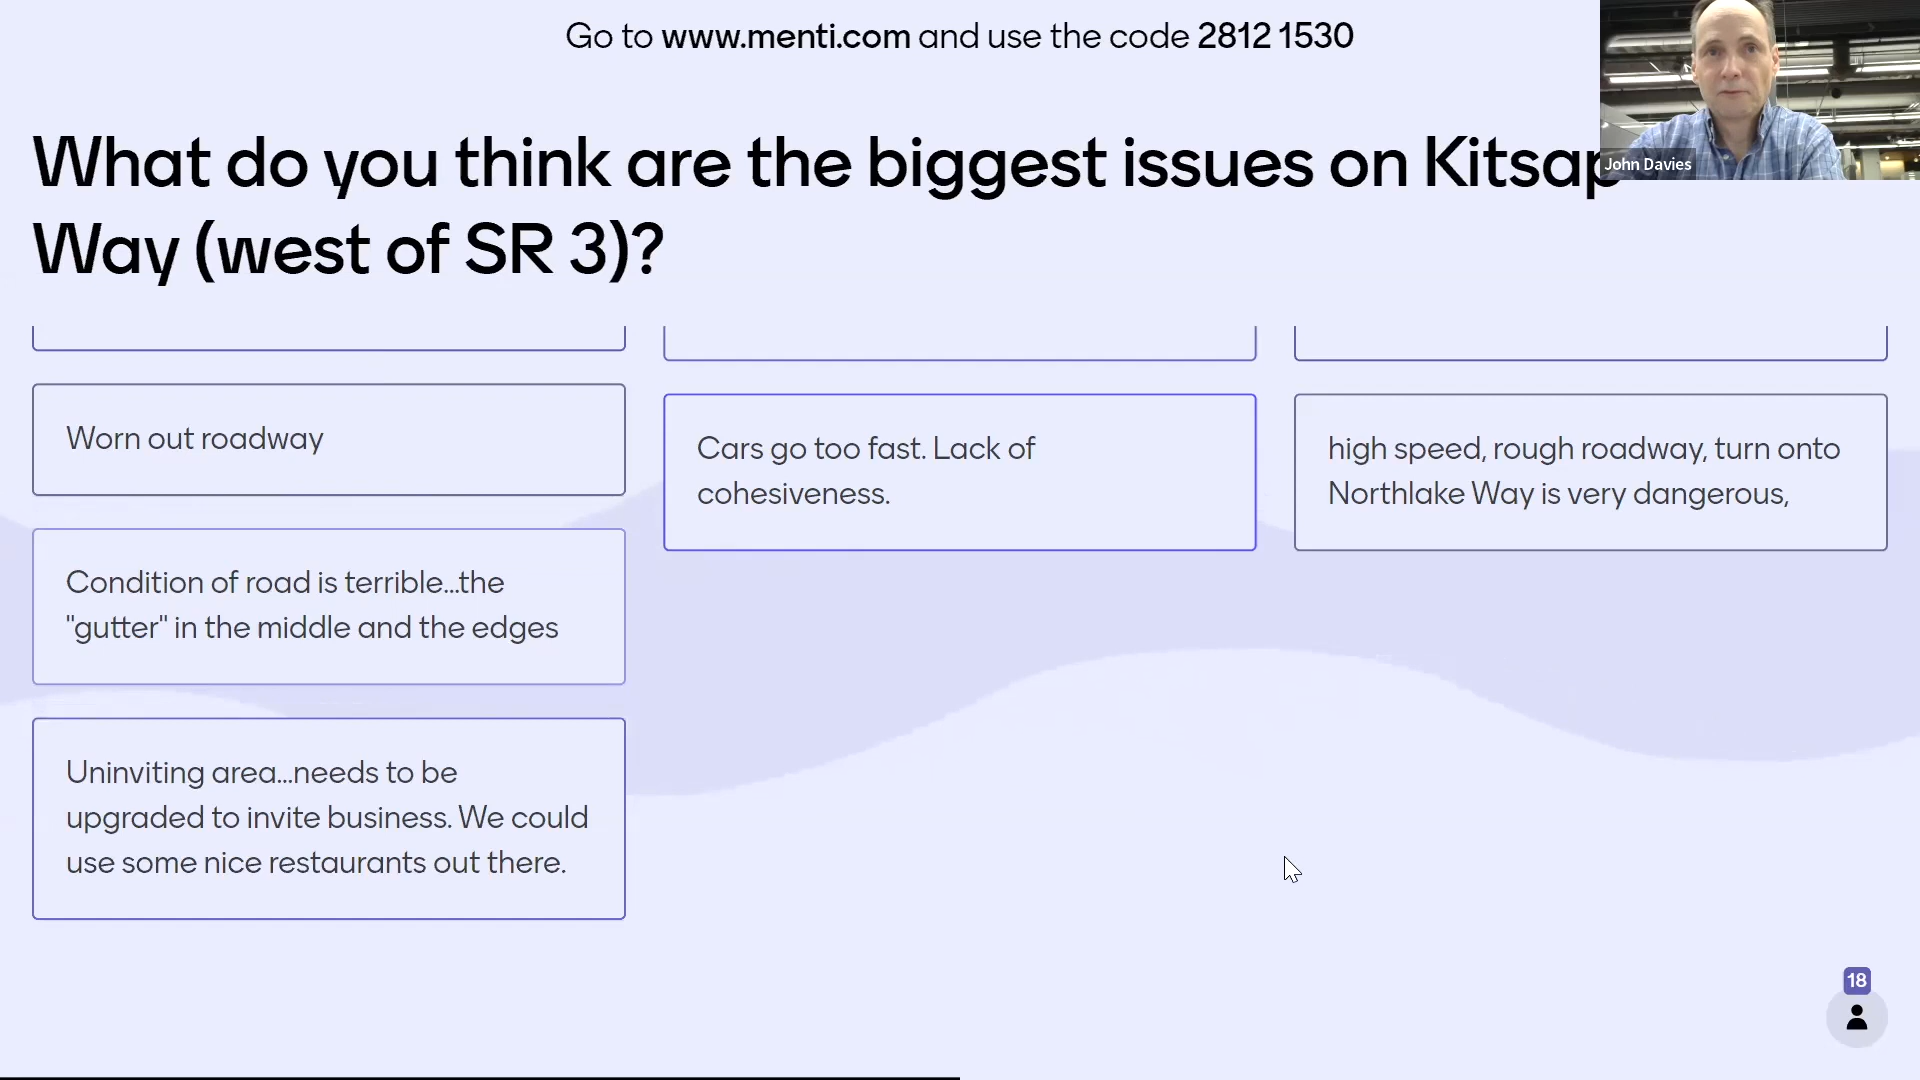 Go to www.menti.com and use the code 2812 1530
John Davies
What do you think are the biggest issues on Kitsap
Way (west of SR 3)?
Worn out roadway
Condition of road is terrible...the
"gutter" in the middle and the edges
Uninviting area...needs to be
upgraded to invite business. We could
use some nice restaurants out there.
Cars go too fast. Lack of
cohesiveness.
high speed, rough roadway, turn onto
Northlake Way is very dangerous,
18